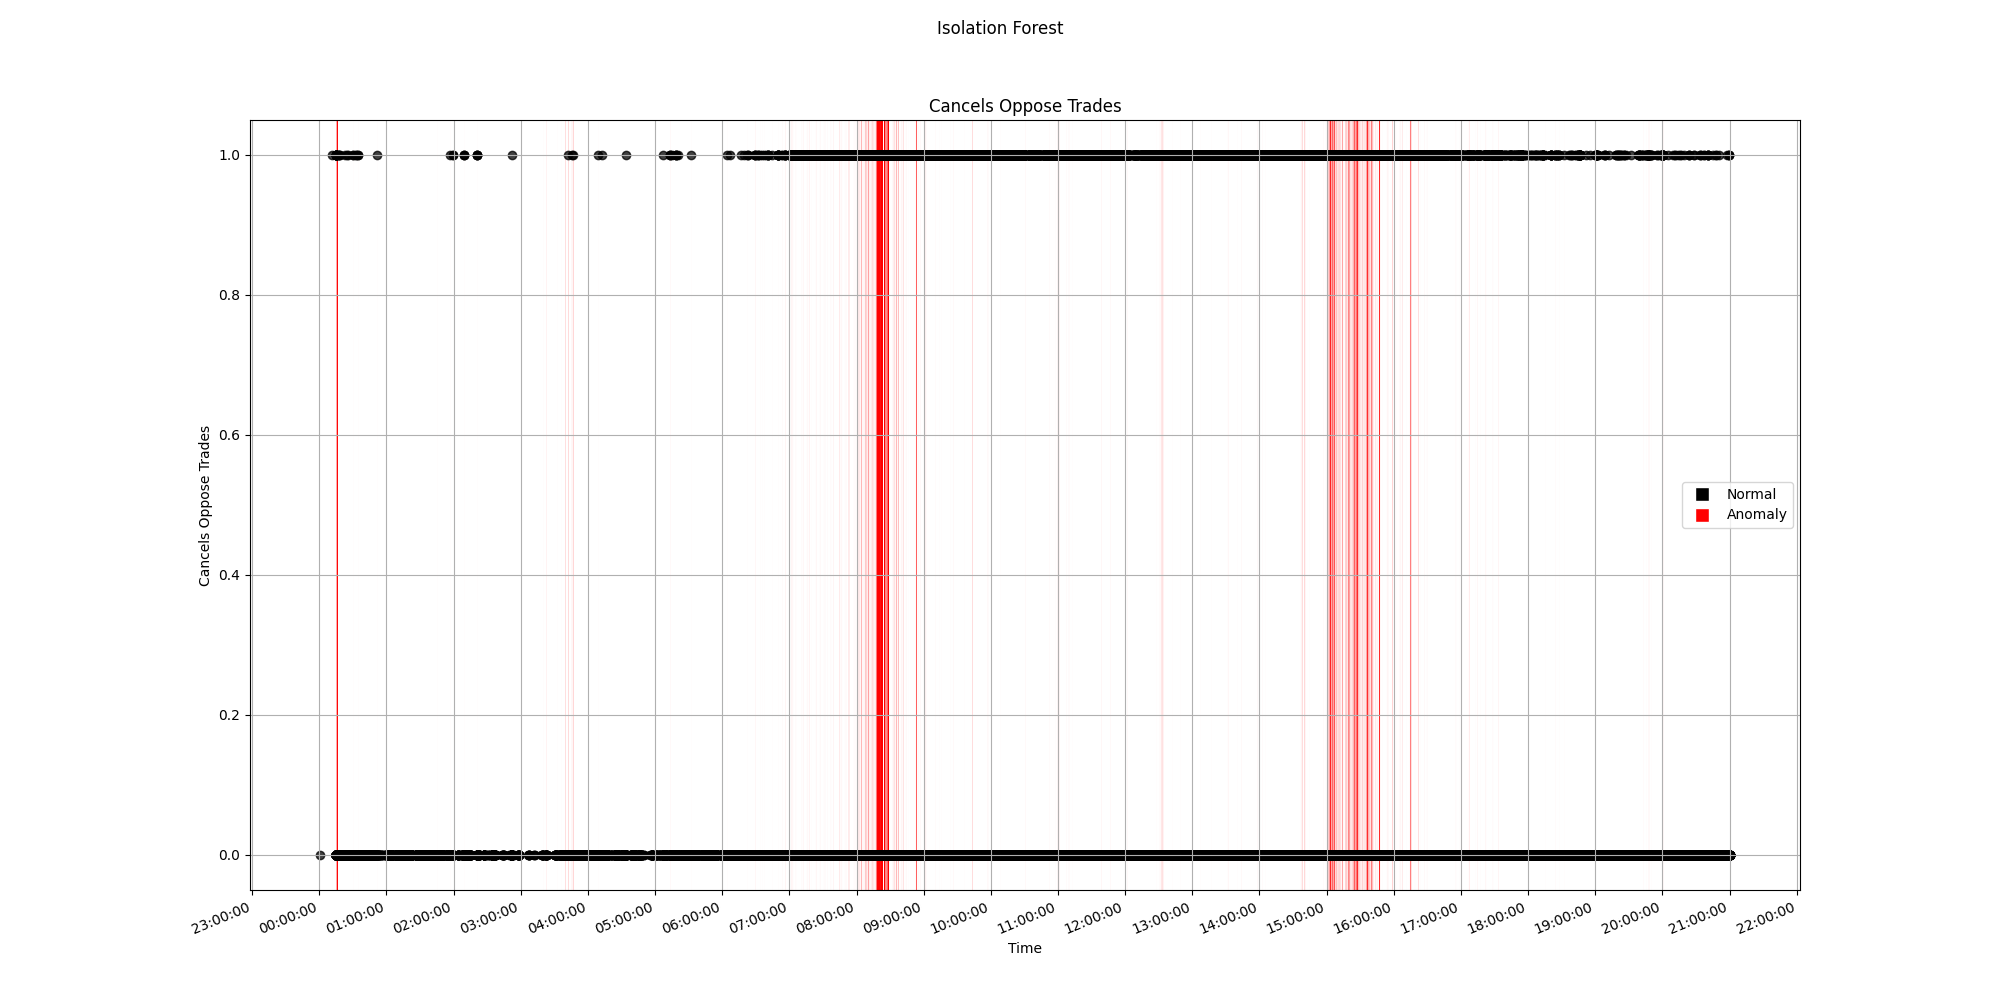 Isolation Forest
Cancels Oppose Trades
Cancels Oppose Trades
1.0
0.8
0.6
0.4
0.2
0.0
Normal
Anomaly
23:00:00 00:00:00 01:00:00 02:00:00 03:00:00 04:00:00 05:00:00 06:00:00 07:00:00 08:00:00 09:00:00 10:00:00 11:00:00 12:00:00 13:00:00 14:00:00 15:00:00 16:00:00 17:00:00 18:00:00 19:00:00 20:00:00 21:00:00 22:00:00
Time